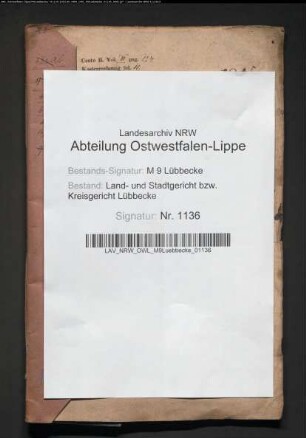 Landesarchiv NRW
Abteilung Ostwestfalen-Lippe
Bestands-Signatur: M 9 Lübbecke
Bestand: Land- und Stadtgericht bzw.
Kreisgericht Lübbecke
Signatur: Nr. 1136
LAV_NRW_OWL_M9Luebbecke_01136